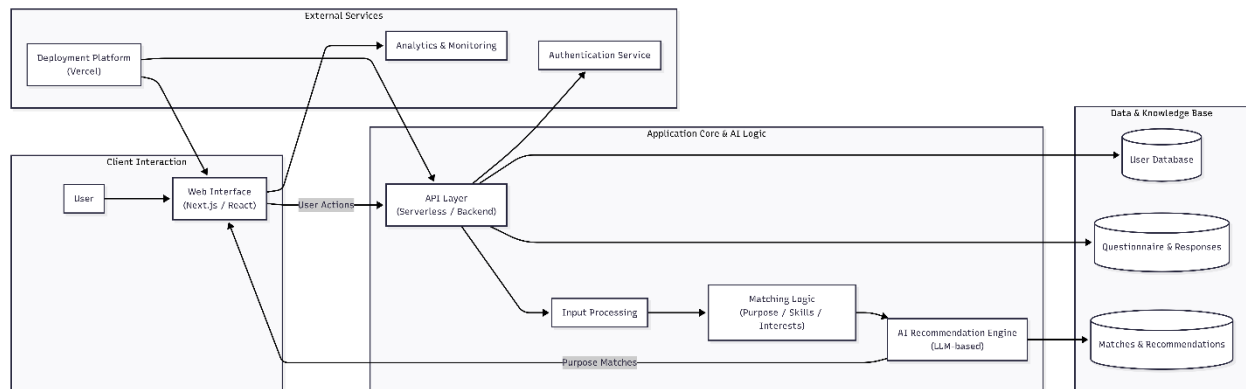 External Services
Deployment Platform
(Vercel)
Analytics & Monitoring
Authentication Service
Client Interaction
User
Web Interface
(Next.js / React)
User Actions
Application Core & AI Logic
API Layer
(Serverless / Backend)
Input Processing
Matching Logic
(Purpose / Skills /
Interests)
AI Recommendation Engine
(LLM-based)
Purpose Matches
Data & Knowledge Base
User Database
Questionnaire & Responses
Matches & Recommendations